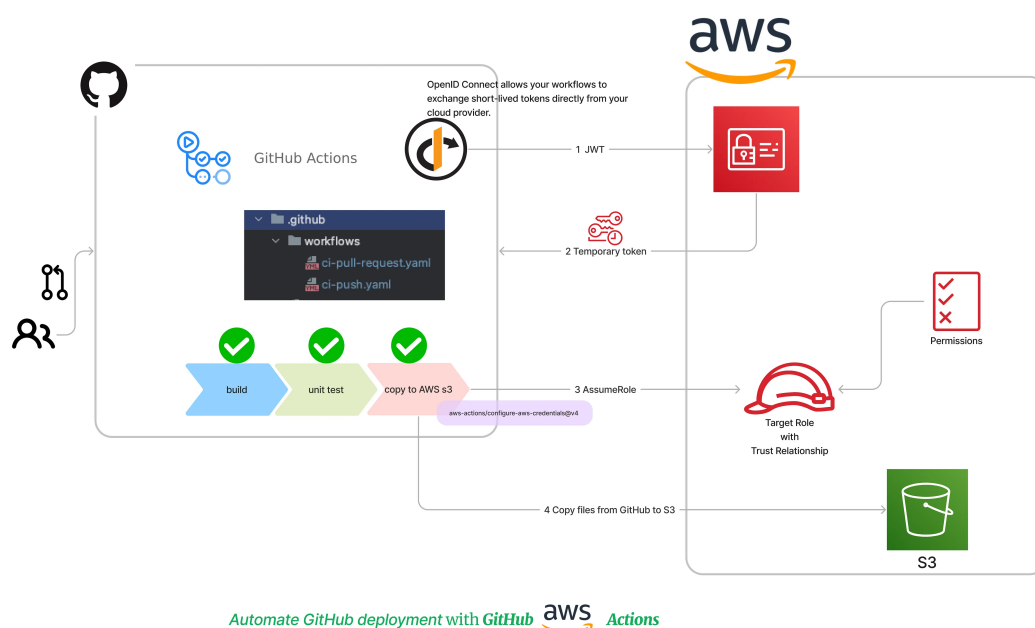 aws
OpenID Connect allows your workflows to
exchange short-lived tokens directly from your
cloud provider.
GitHub Actions
1 JWT
.github
workflows
ci-pull-request.yaml
ci-push.yaml
2 Temporary token
Permissions
build
unit test
copy to AWS s3
3 AssumeRole
aws-actions/configure-aws-credentials@v4
Target Role
with
Trust Relationship
4 Copy files from GitHub to S3
S3
Automate GitHub deployment with GitHub aws Actions